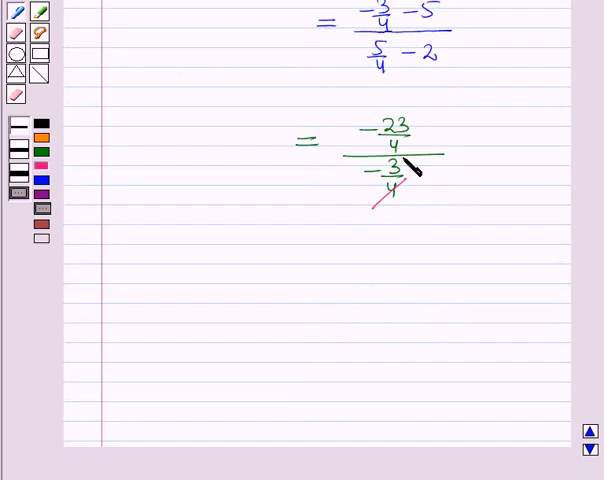 = (-3/4 - 5) / (5/4 - 2)
= (-23/4) / (-3/4)